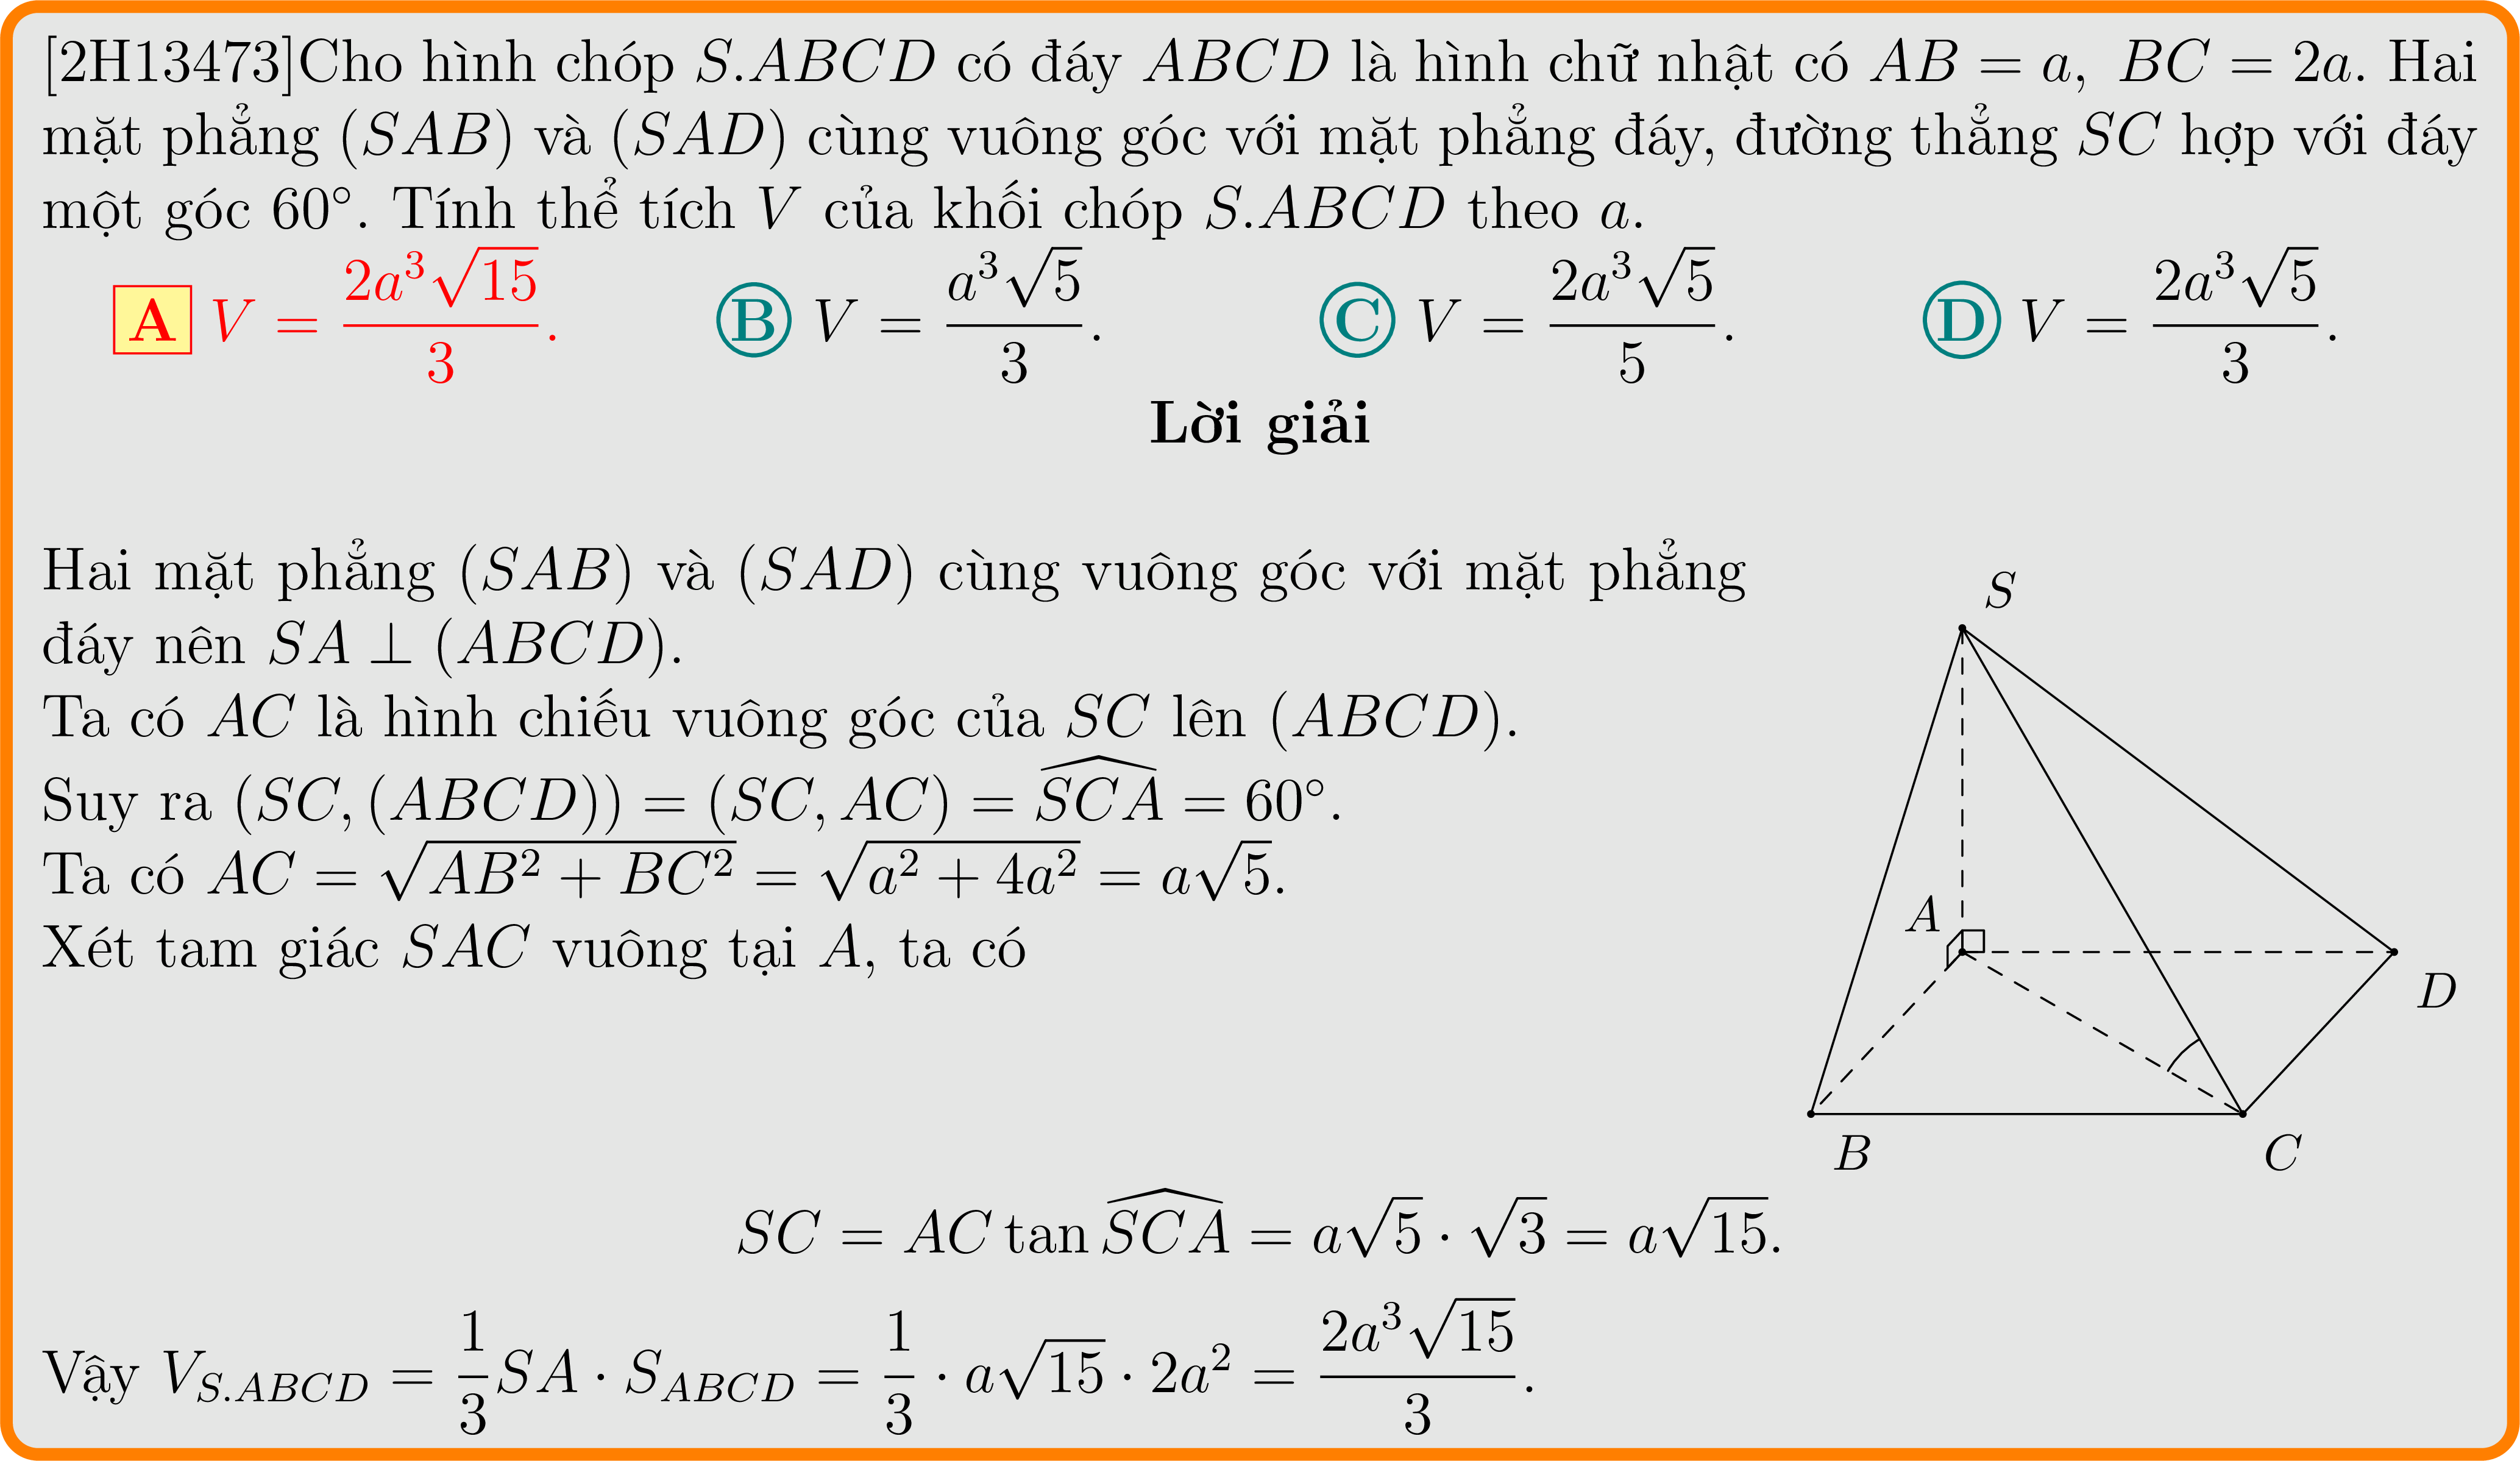 [2H13473]Cho hình chóp S.ABCD có đáy ABCD là hình chữ nhật có AB = a, BC = 2a. Hai
mặt phẳng (SAB) và (SAD) cùng vuông góc với mặt phẳng đáy, đường thẳng SC hợp với đáy
một góc 60°. Tính thể tích V của khối chóp S.ABCD theo a.
A V = \frac{2a^3\sqrt{15}}{3}. B V = \frac{a^3\sqrt{5}}{3}. C V = \frac{2a^3\sqrt{5}}{5}. D V = \frac{2a^3\sqrt{5}}{3}.
Lời giải
Hai mặt phẳng (SAB) và (SAD) cùng vuông góc với mặt phẳng
đáy nên SA ⊥ (ABCD).
Ta có AC là hình chiếu vuông góc của SC lên (ABCD).
Suy ra (SC, (ABCD)) = (SC, AC) = \widehat{SCA} = 60°.
Ta có AC = \sqrt{AB^2 + BC^2} = \sqrt{a^2 + 4a^2} = a\sqrt{5}.
Xét tam giác SAC vuông tại A, ta có
S
A
D
B
C
SC = AC tan \widehat{SCA} = a\sqrt{5} · \sqrt{3} = a\sqrt{15}.
Vậy V_{S.ABCD} = \frac{1}{3}SA · S_{ABCD} = \frac{1}{3} · a\sqrt{15} · 2a^2 = \frac{2a^3\sqrt{15}}{3}.